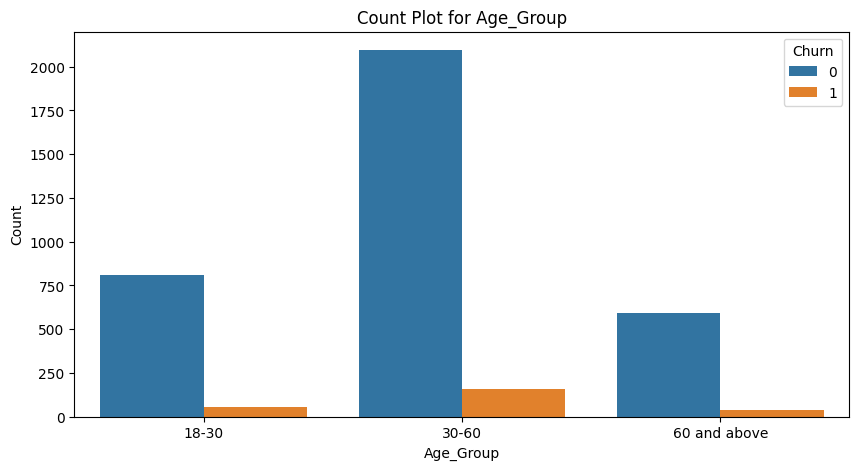 Count Plot for Age_Group
Churn
0
1
2000
1750
1500
1250
1000
750
500
250
0
Count
18-30
30-60
60 and above
Age_Group